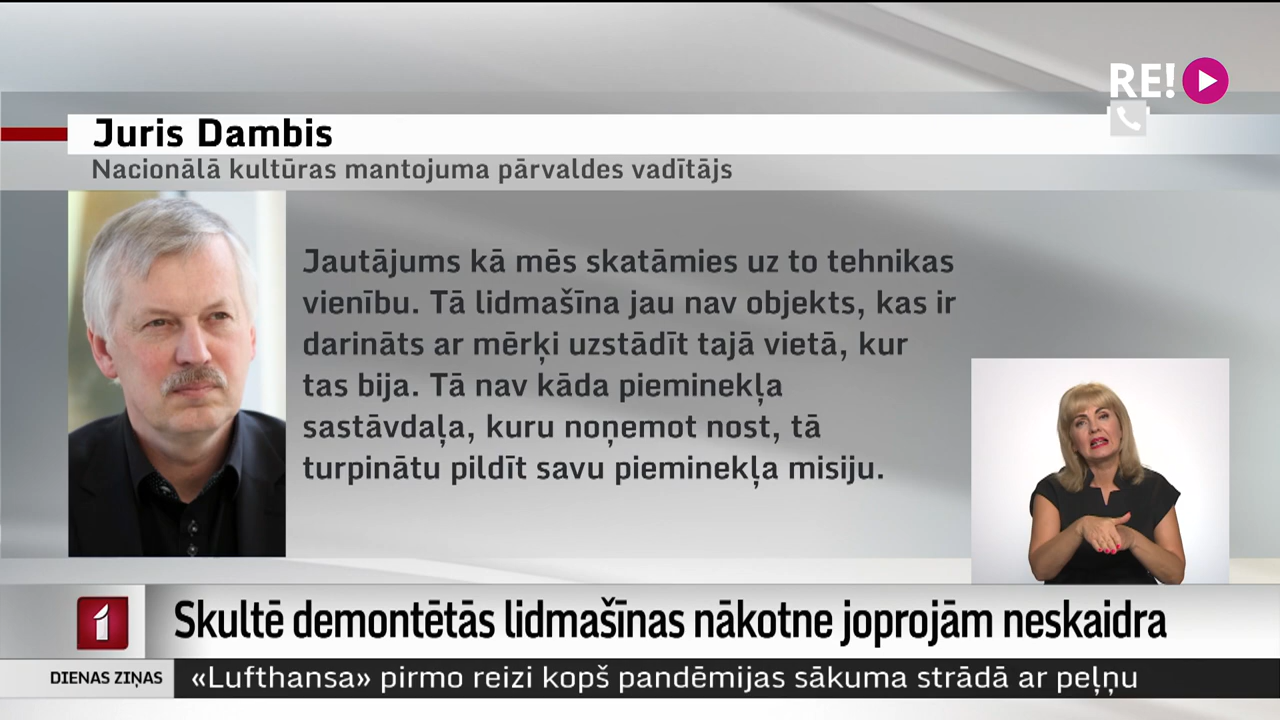 RE!
Juris Dambis
Nacionālā kultūras mantojuma pārvaldes vadītājs
Jautājums kā mēs skatāmies uz to tehnikas
vienību. Tā lidmašīna jau nav objekts, kas ir
darināts ar mērķi uzstādīt tajā vietā, kur
tas bija. Tā nav kāda pieminekļa
sastāvdaļa, kuru noņemot nost, tā
turpinātu pildīt savu pieminekļa misiju.
1 Skultē demontētās lidmašīnas nākotne joprojām neskaidra
DIENAS ZIŅAS «Lufthansa» pirmo reizi kopš pandēmijas sākuma strādā ar peļņu